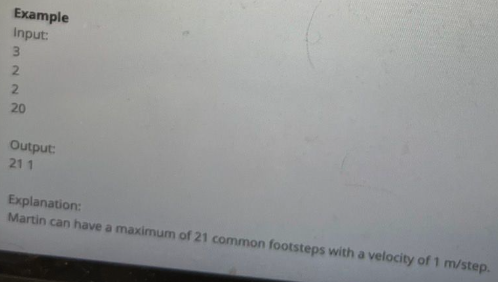 Example
Input:
3
2
2
20
Output:
21 1
Explanation:
Martin can have a maximum of 21 common footsteps with a velocity of 1 m/step.